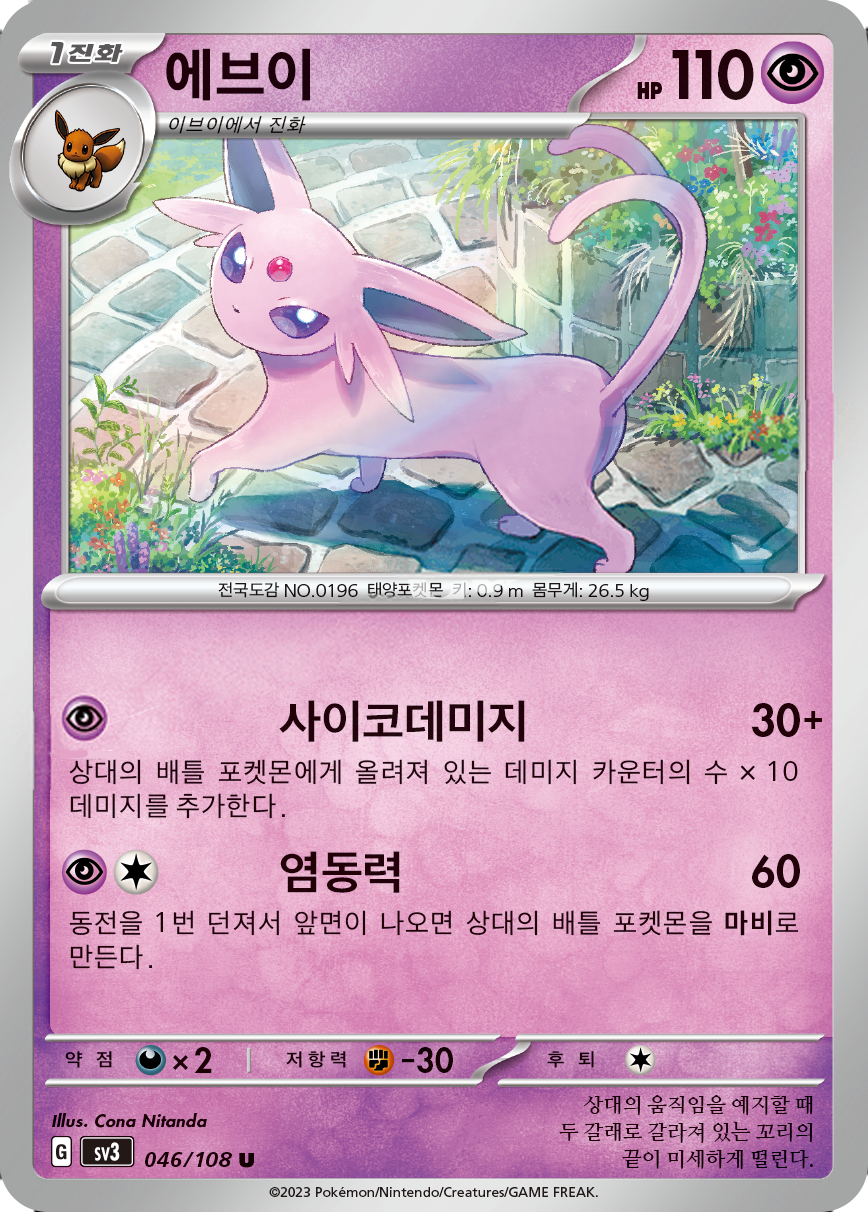 1진화
에브이
HP 110
이브이에서 진화
전국도감 NO.0196 태양포켓몬 키: 0.9 m 몸무게: 26.5 kg
사이코데미지 30+
상대의 배틀 포켓몬에게 올려져 있는 데미지 카운터의 수 × 10
데미지를 추가한다.
염동력 60
동전을 1번 던져서 앞면이 나오면 상대의 배틀 포켓몬을 마비로
만든다.
약점 ×2 | 저항력 -30 후퇴
상대의 움직임을 예지할 때
두 갈래로 갈라져 있는 꼬리의
끝이 미세하게 떨린다.
Illus. Cona Nitanda
G sv3 046/108 U
©2023 Pokémon/Nintendo/Creatures/GAME FREAK.